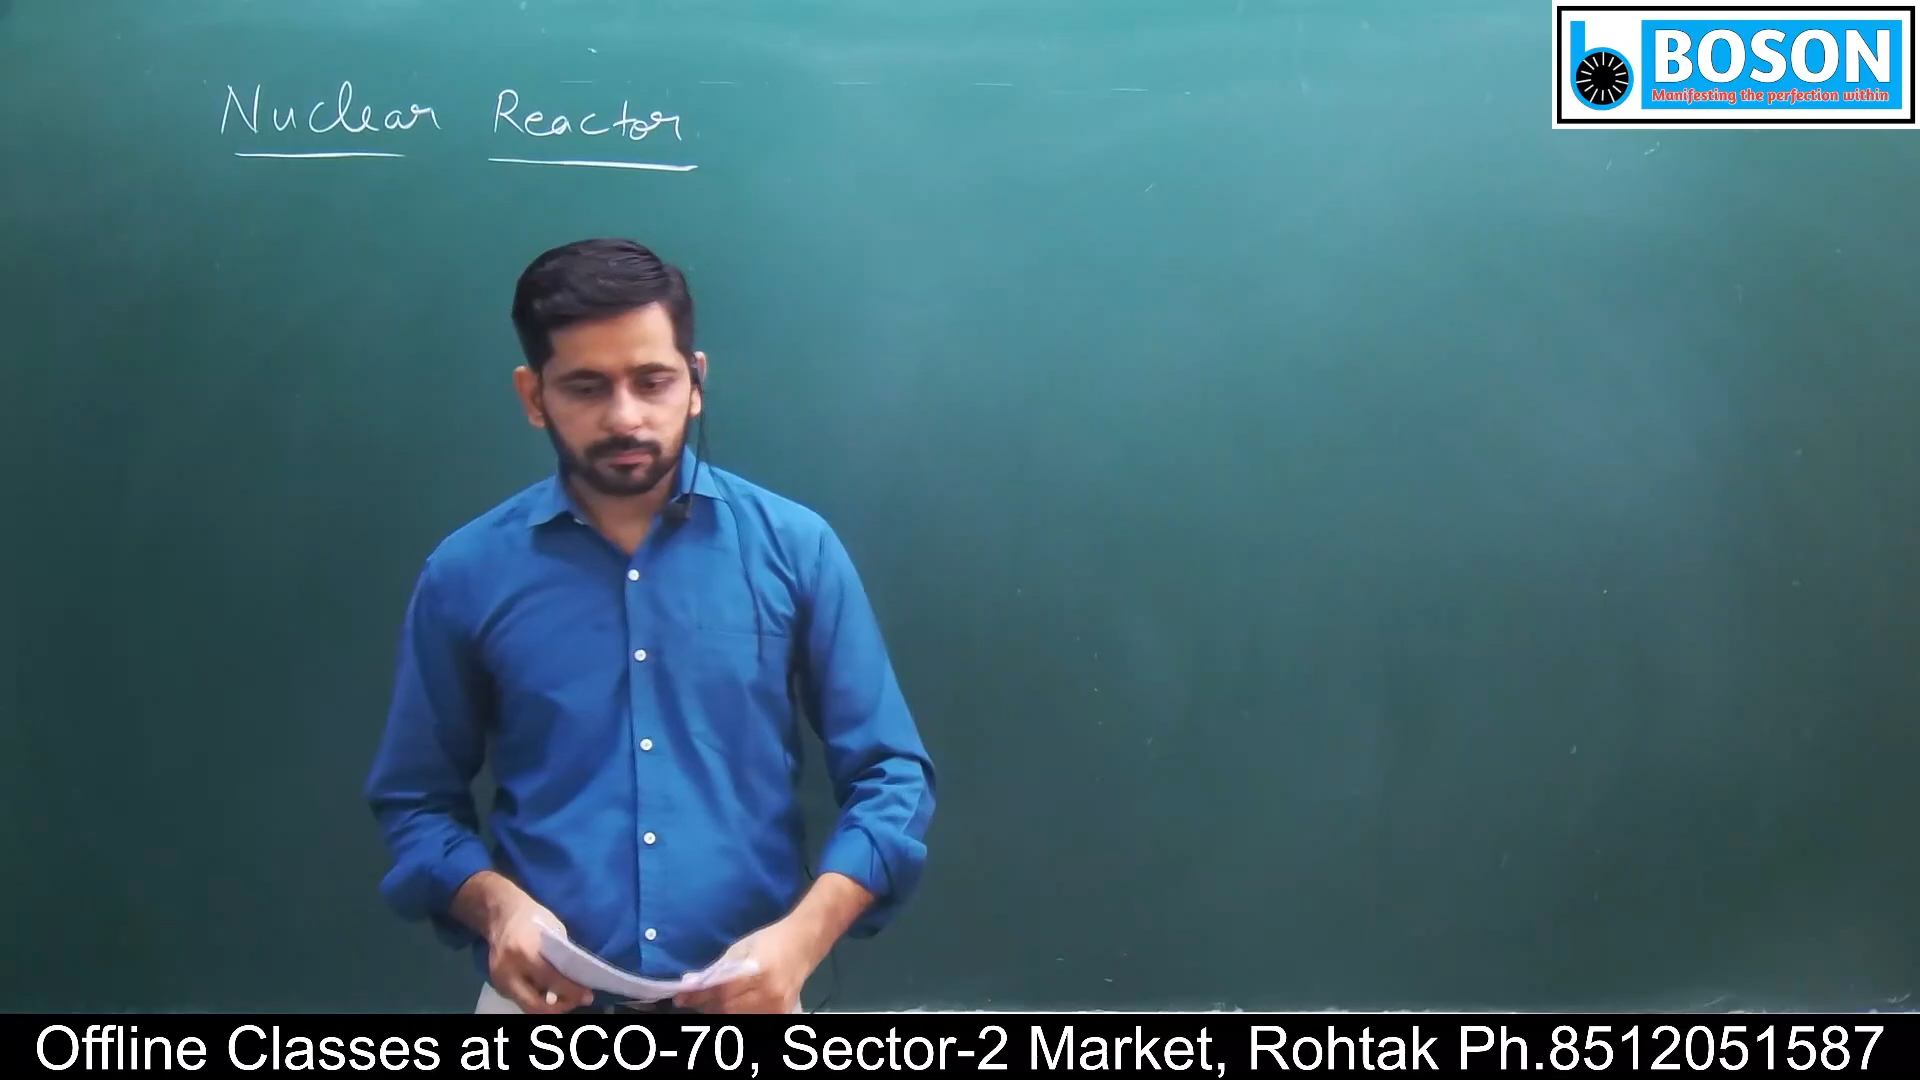 Nuclear Reactor
BOSON
Manifesting the perfection within
Offline Classes at SCO-70, Sector-2 Market, Rohtak Ph.8512051587